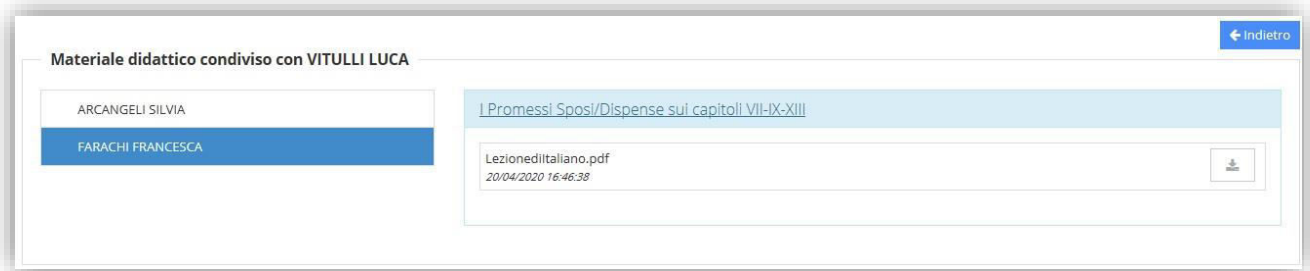 Indietro
Materiale didattico condiviso con VITULLI LUCA
ARCANGELI SILVIA
FARACHI FRANCESCA
I Promessi Sposi/Dispense sui capitoli VII-IX-XIII
LezionediItaliano.pdf
20/04/2020 16:46:38